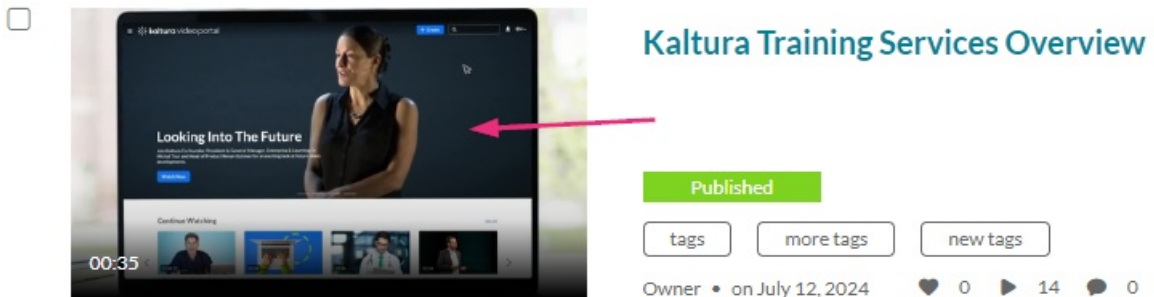 kaltura videoportal
+ Create
Looking Into The Future
Watch Now
Continue Watching
00:35
Kaltura Training Services Overview
Published
tags
more tags
new tags
Owner • on July 12, 2024
0
14
0